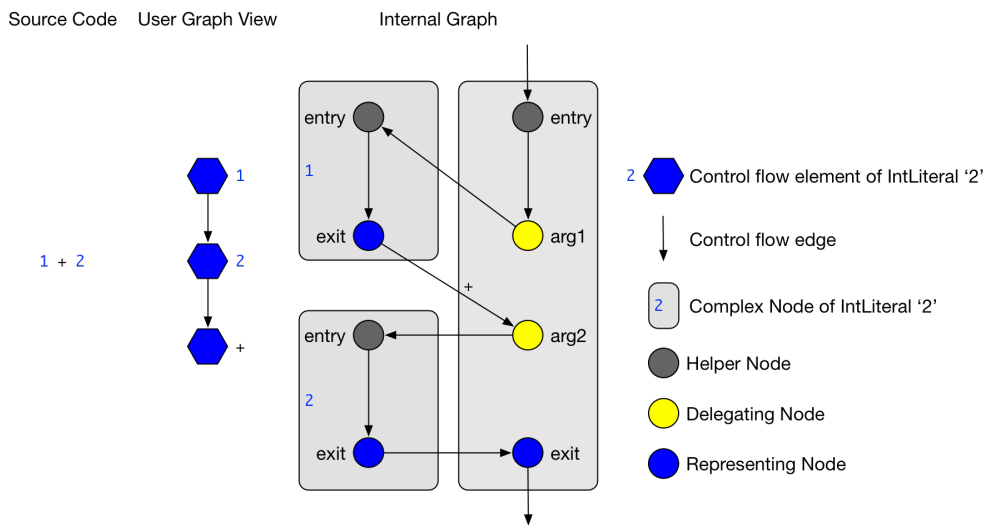 Source Code
User Graph View
Internal Graph
1 + 2
1
2
+
entry
1
exit
entry
2
exit
entry
arg1
+
arg2
exit
2 Control flow element of IntLiteral ‘2’
Control flow edge
2 Complex Node of IntLiteral ‘2’
Helper Node
Delegating Node
Representing Node